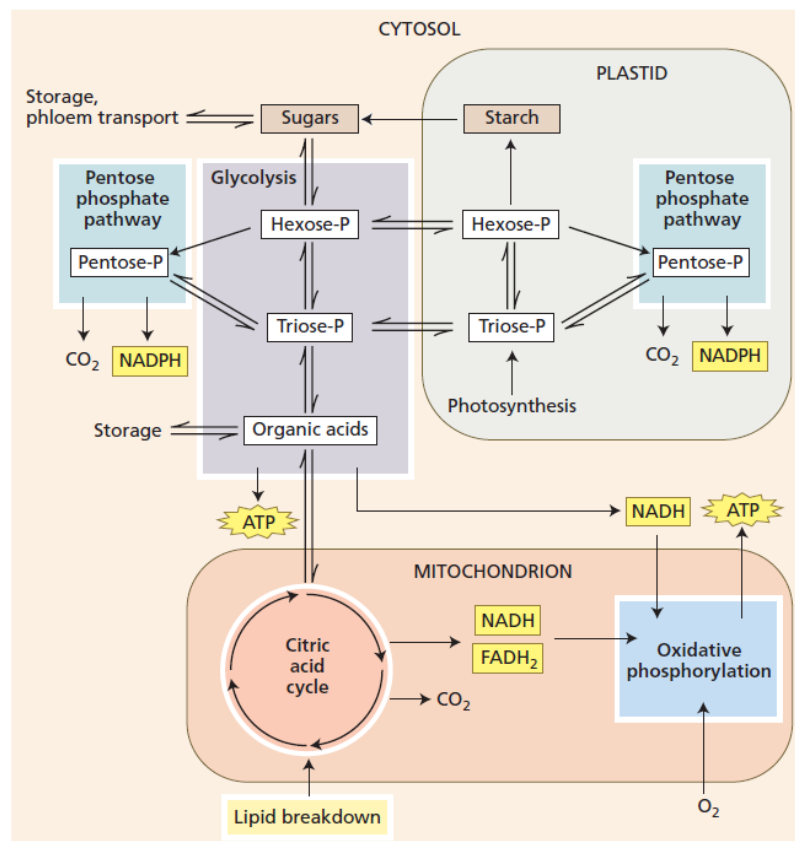 CYTOSOL
PLASTID
Storage,
phloem transport
Sugars
Starch
Pentose
phosphate
pathway
Glycolysis
Pentose
phosphate
pathway
Hexose-P
Hexose-P
Pentose-P
Pentose-P
Triose-P
Triose-P
CO₂
NADPH
CO₂
NADPH
Photosynthesis
Storage
Organic acids
ATP
NADH
ATP
MITOCHONDRION
Citric
acid
cycle
NADH
FADH₂
Oxidative
phosphorylation
CO₂
Lipid breakdown
O₂